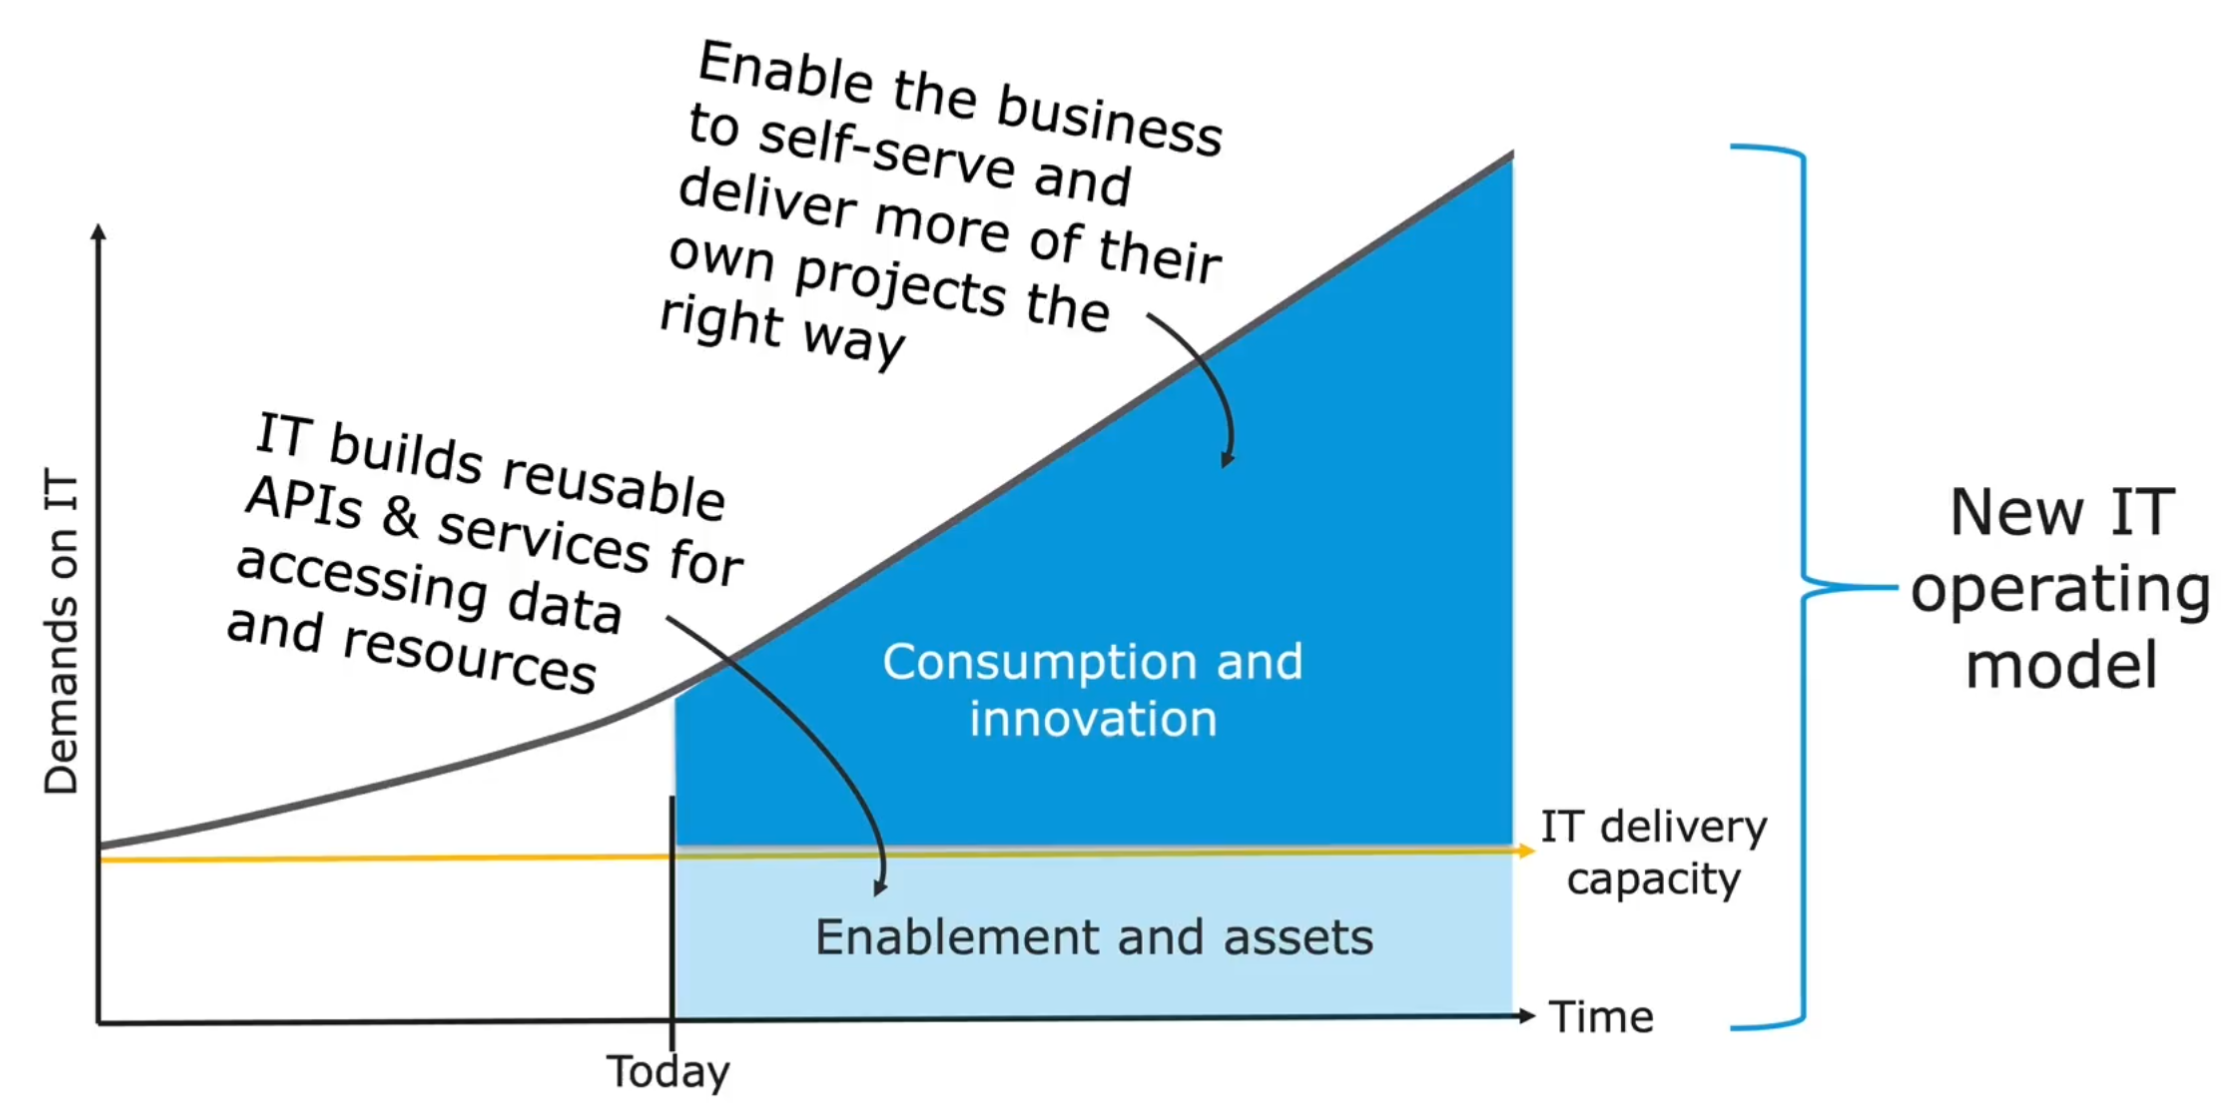 Enable the business
to self-serve and
deliver more of their
own projects the
right way
IT builds reusable
APIs & services for
accessing data
and resources
Demands on IT
Consumption and
innovation
New IT
operating
model
IT delivery
capacity
Enablement and assets
Time
Today